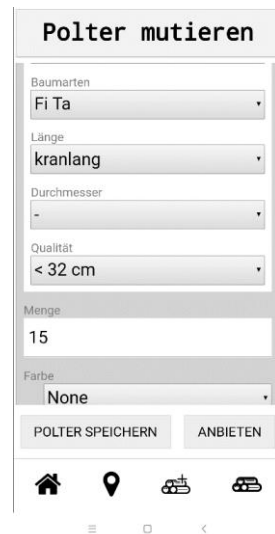 Polter mutieren
Baumarten
Fi Ta
Länge
kranlang
Durchmesser
-
Qualität
< 32 cm
Menge
15
Farbe
None
POLTER SPEICHERN ANBIETEN